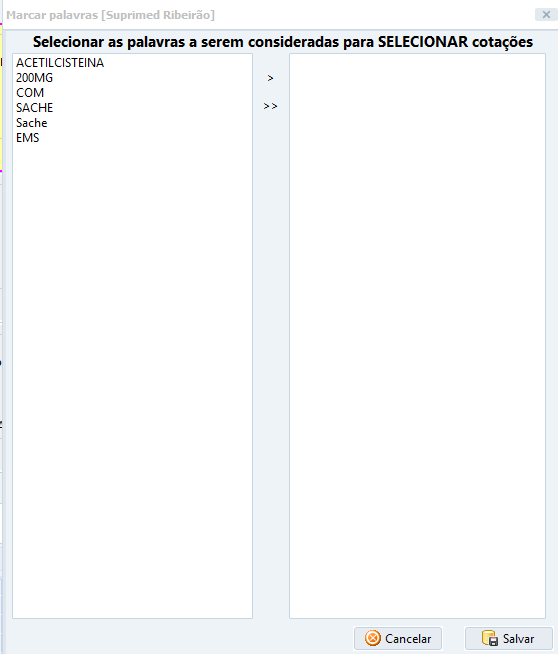 Marcar palavras [Suprimed Ribeirão]
Selecionar as palavras a serem consideradas para SELECIONAR cotações
ACETILCISTEINA
200MG
COM
SACHE
Sache
EMS
>
>>
Cancelar
Salvar